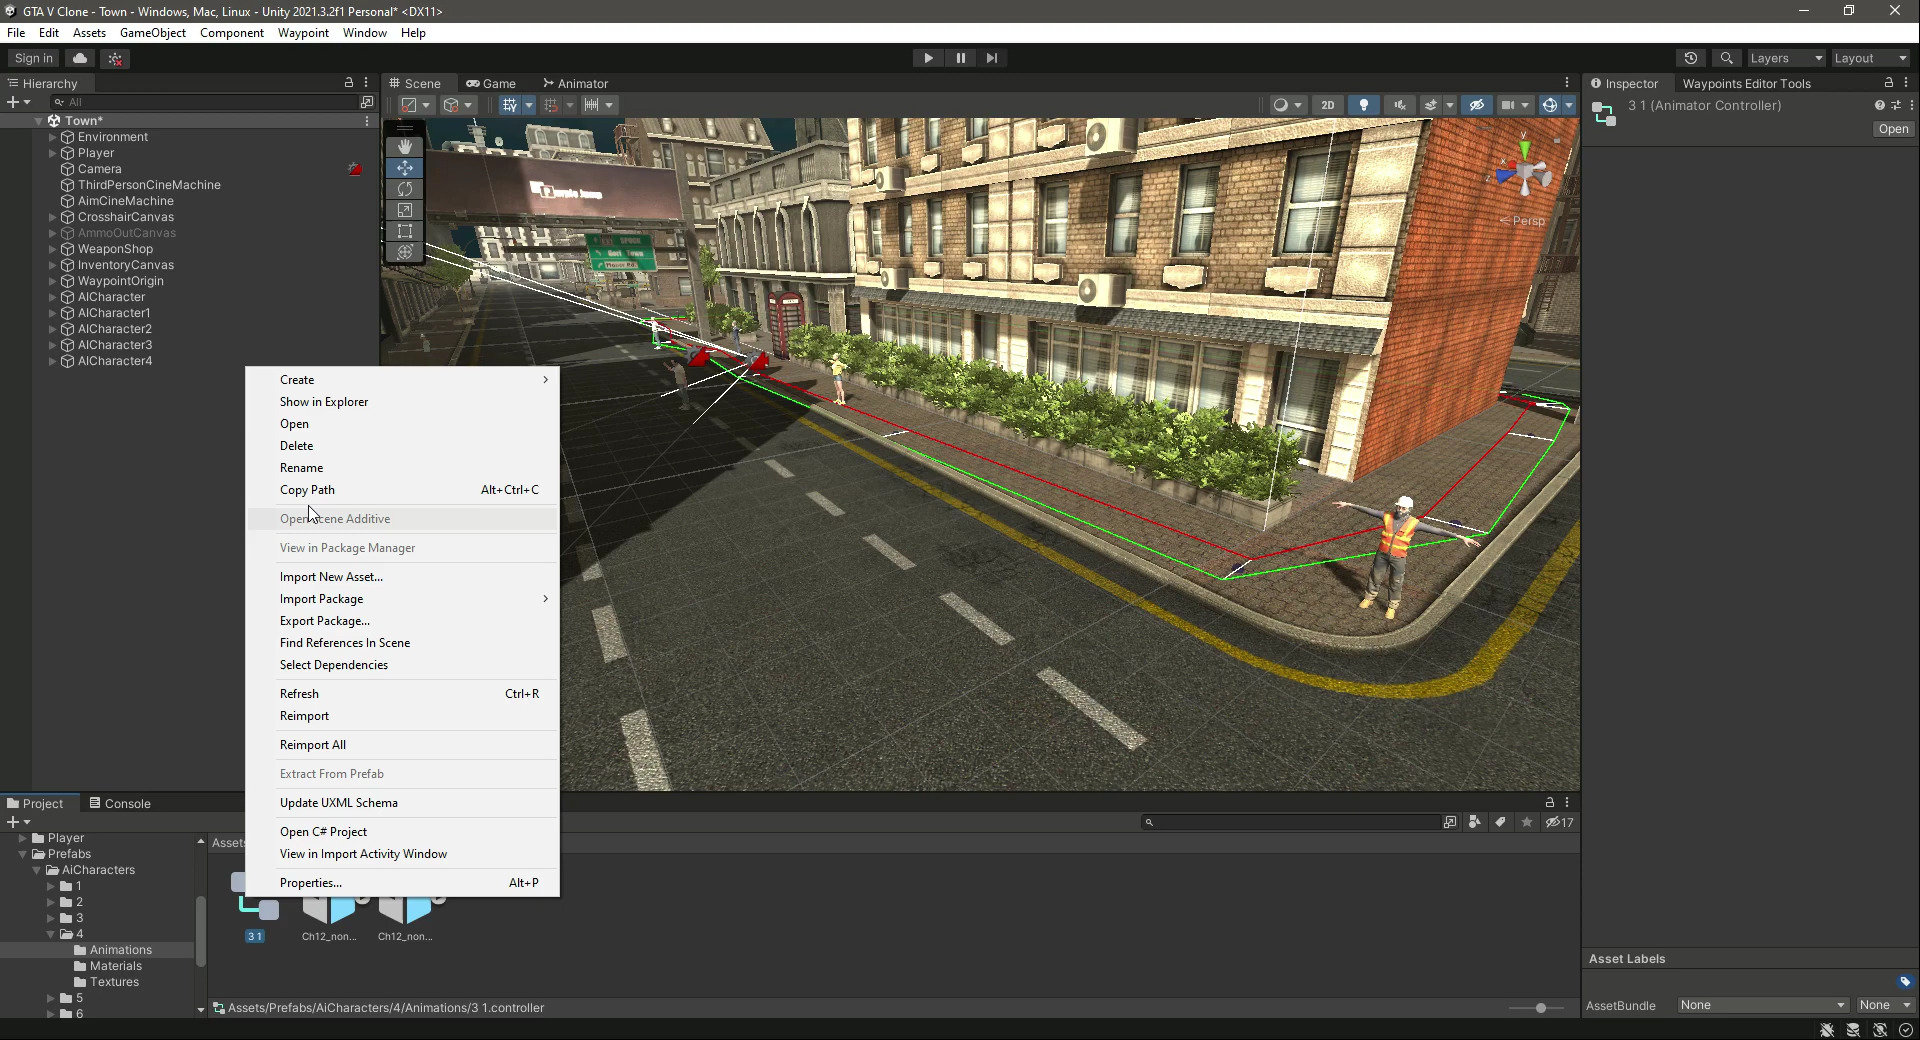 GTA V Clone - Town - Windows, Mac, Linux - Unity 2021.3.2f1 Personal* <DX11>
File Edit Assets GameObject Component Waypoint Window Help
Sign in
Layers
Layout
Hierarchy
All
Town*
Environment
Player
Camera
ThirdPersonCineMachine
AimCineMachine
CrosshairCanvas
AmmoOutCanvas
WeaponShop
InventoryCanvas
WaypointOrigin
AICharacter
AICharacter1
AICharacter2
AICharacter3
AICharacter4
Scene Game Animator
2D
y
x
z
Persp
Create
Show in Explorer
Open
Delete
Rename
Copy Path Alt+Ctrl+C
Open Scene Additive
View in Package Manager
Import New Asset...
Import Package
Export Package...
Find References In Scene
Select Dependencies
Refresh Ctrl+R
Reimport
Reimport All
Extract From Prefab
Update UXML Schema
Open C# Project
View in Import Activity Window
Properties... Alt+P
Inspector Waypoints Editor Tools
3 1 (Animator Controller)
Open
Project Console
17
Player
Prefabs
AiCharacters
1
2
3
4
Animations
Materials
Textures
5
6
Assets
3 1
Ch12_non...
Ch12_non...
Assets/Prefabs/AiCharacters/4/Animations/3 1.controller
Asset Labels
AssetBundle None None